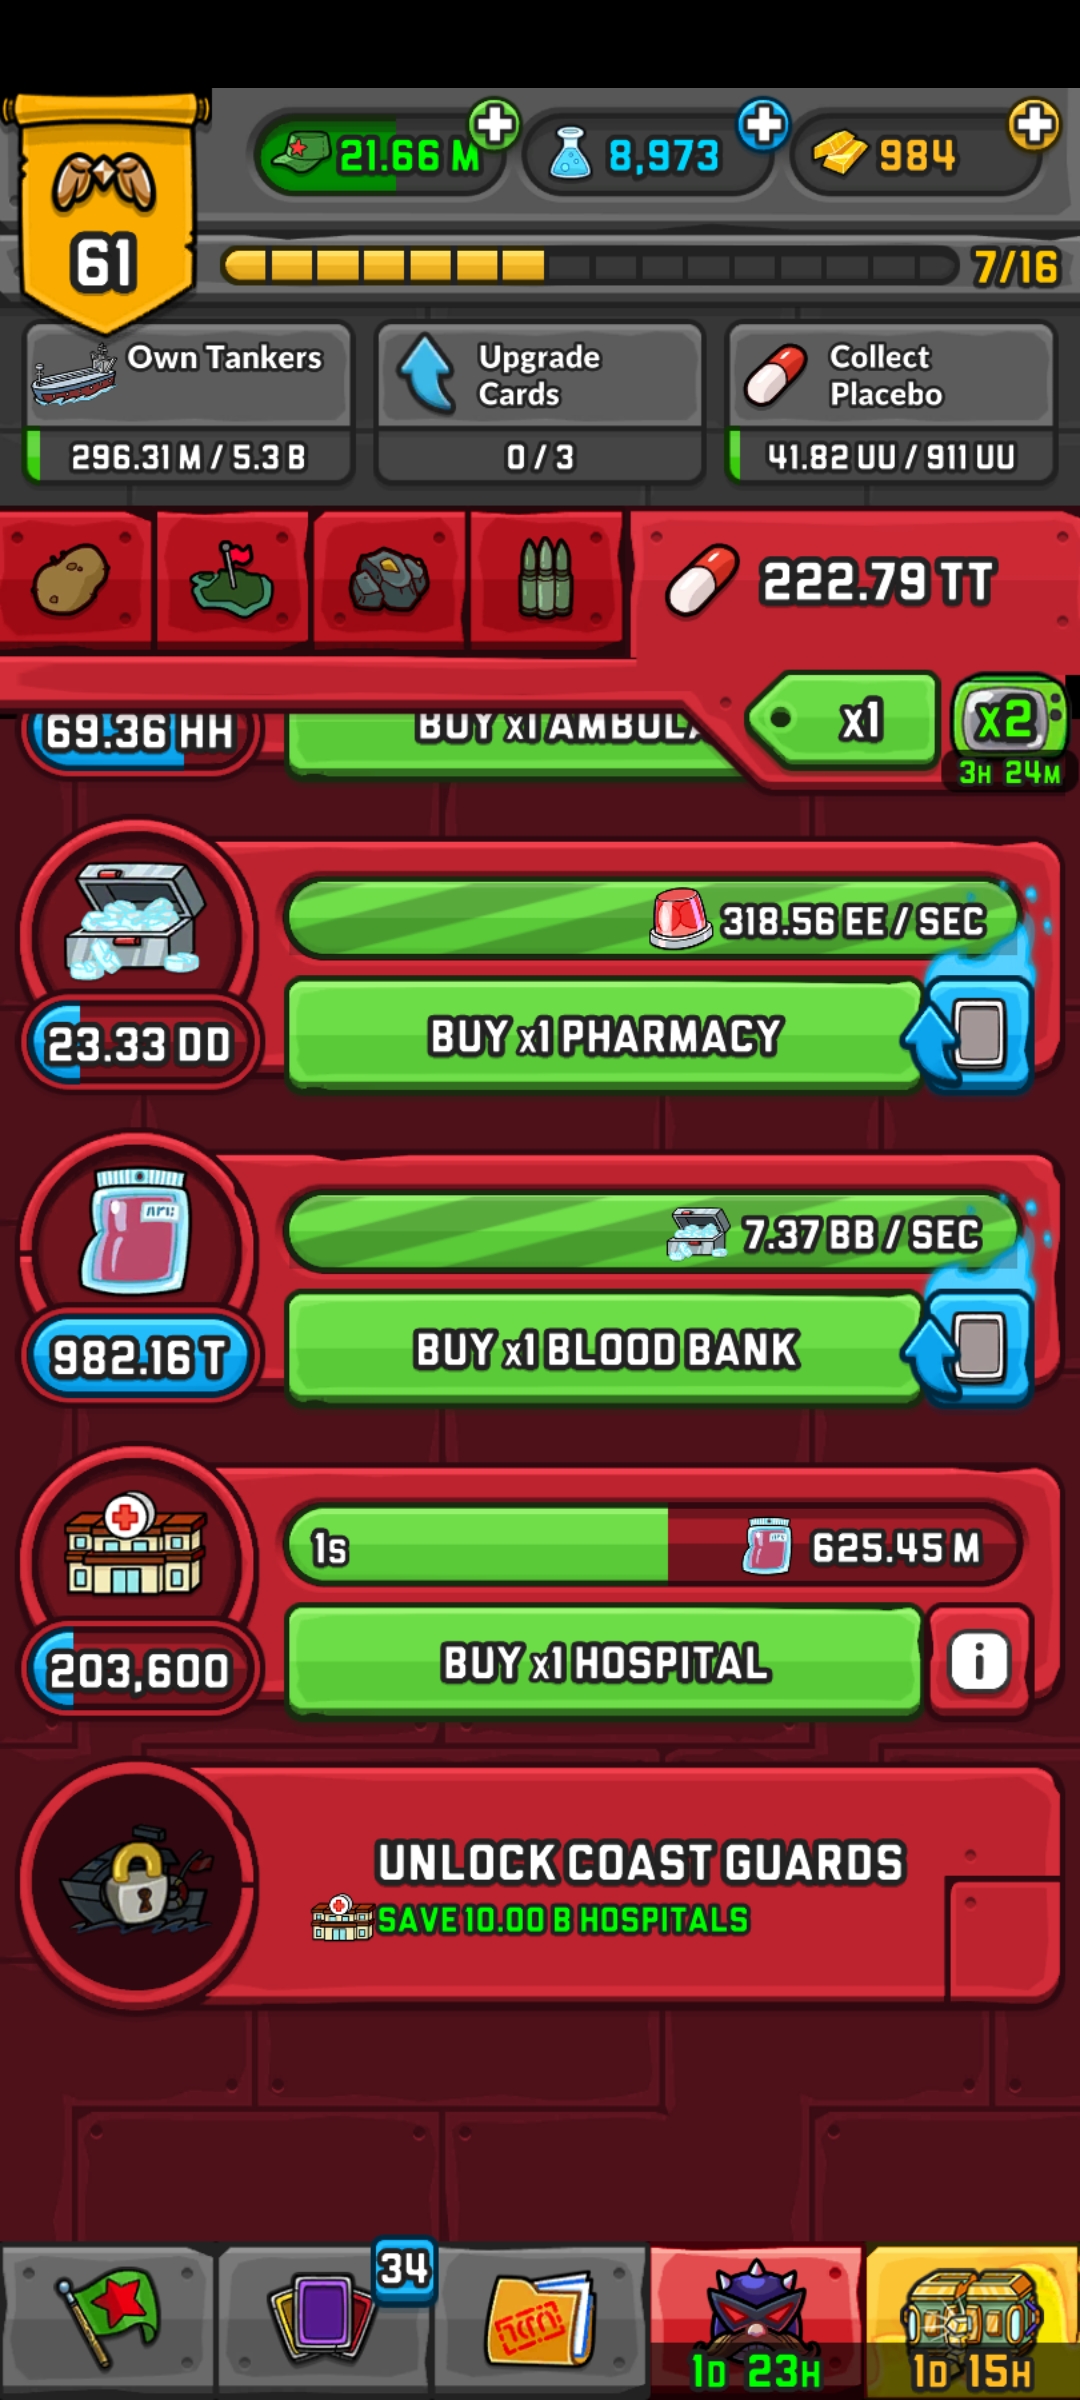 21.66 M
8,973
984
61
7/16
Own Tankers
296.31 M / 5.3 B
Upgrade
Cards
0 / 3
Collect
Placebo
41.82 UU / 911 UU
222.79 TT
x1
x2
3H 24M
69.36 HH
BUY x1 AMBUL
318.56 EE / SEC
23.33 DD
BUY x1 PHARMACY
7.37 BB / SEC
982.16 T
BUY x1 BLOOD BANK
1s
625.45 M
203,600
BUY x1 HOSPITAL
i
UNLOCK COAST GUARDS
SAVE 10.00 B HOSPITALS
34
1D 23H
1D 15H